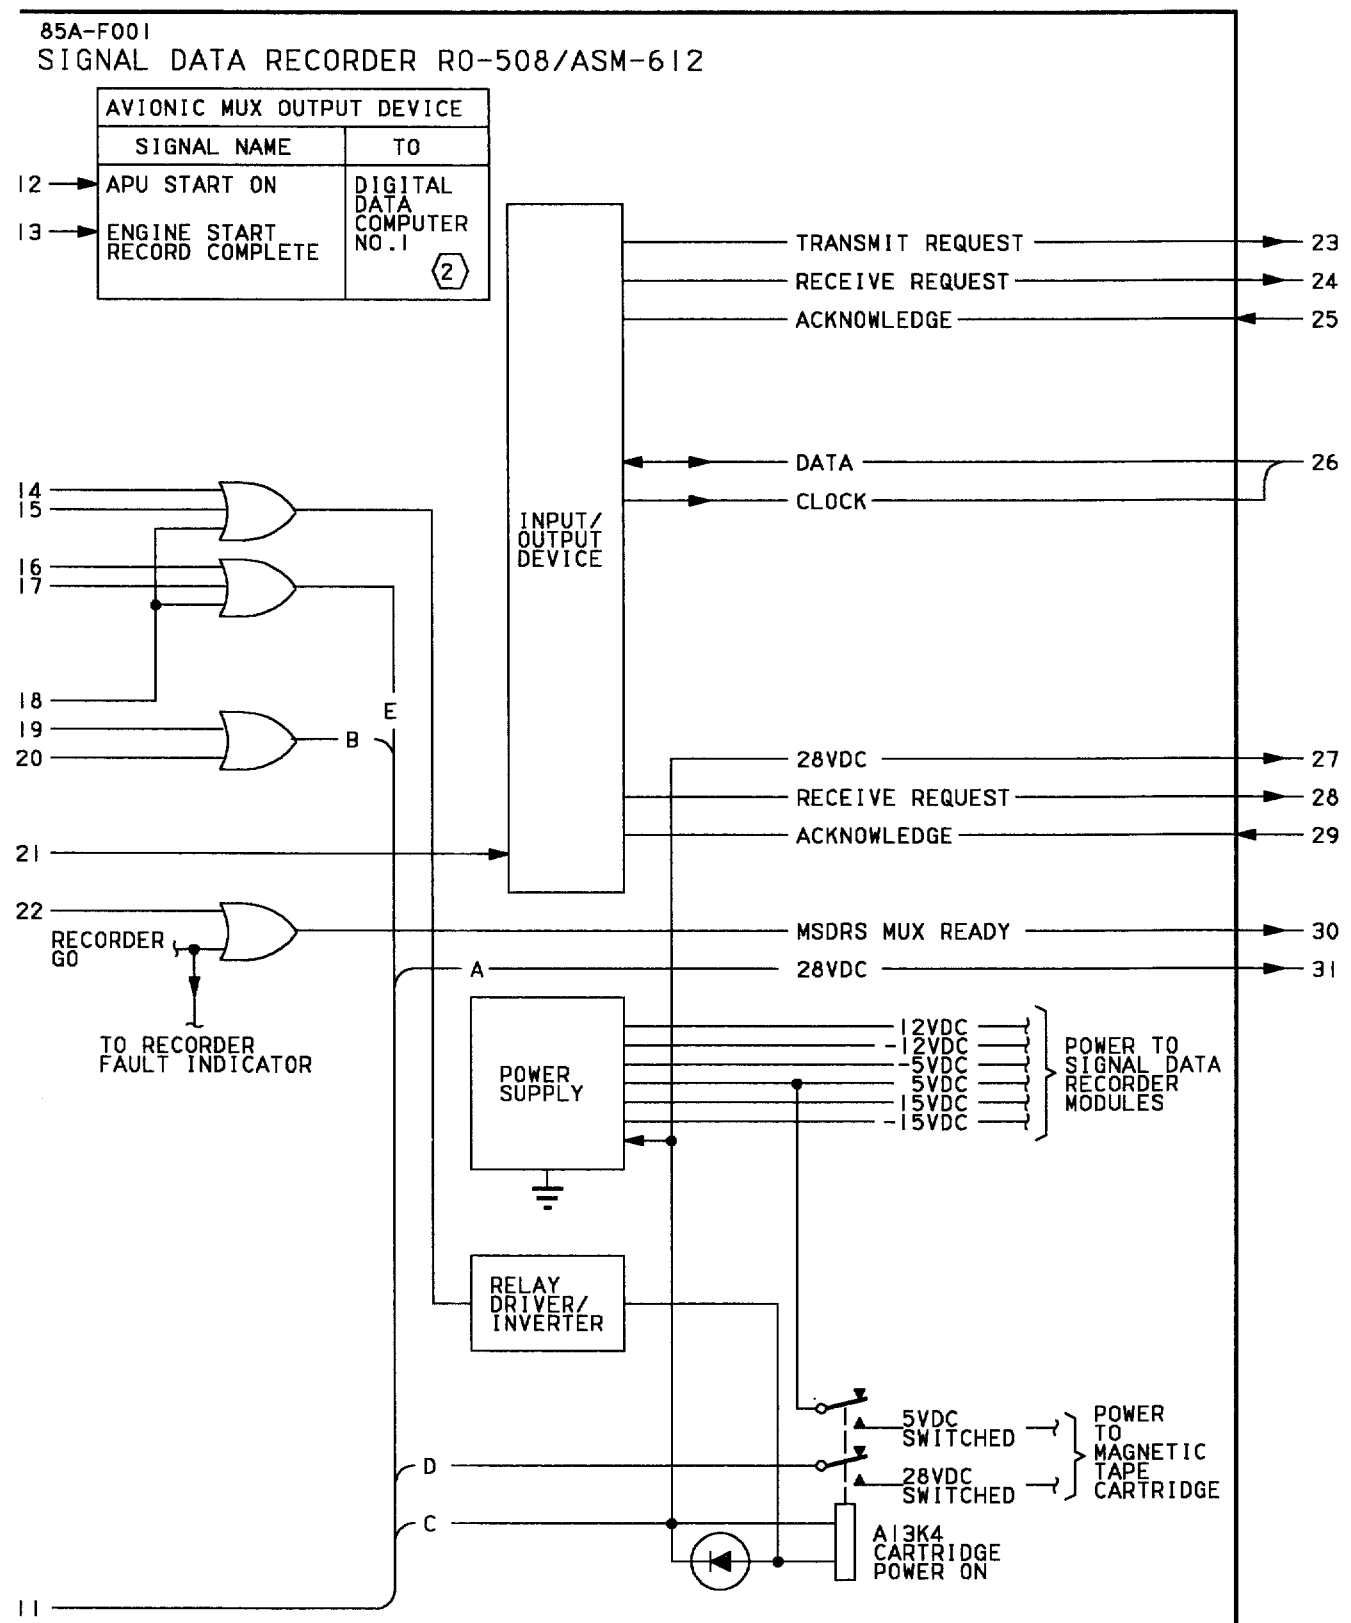 85A-F001
SIGNAL DATA RECORDER RO-508/ASM-612
AVIONIC MUX OUTPUT DEVICE
SIGNAL NAME
TO
12
APU START ON
13
ENGINE START
RECORD COMPLETE
DIGITAL
DATA
COMPUTER
NO.1
2
INPUT/
OUTPUT
DEVICE
TRANSMIT REQUEST
23
RECEIVE REQUEST
24
ACKNOWLEDGE
25
DATA
26
CLOCK
14
15
16
17
18
19
20
E
B
28VDC
27
RECEIVE REQUEST
28
ACKNOWLEDGE
29
21
22
RECORDER
GO
TO RECORDER
FAULT INDICATOR
MSDRS MUX READY
30
A
28VDC
31
POWER
SUPPLY
12VDC
-12VDC
-5VDC
5VDC
15VDC
-15VDC
POWER TO
SIGNAL DATA
RECORDER
MODULES
RELAY
DRIVER/
INVERTER
5VDC
SWITCHED
28VDC
SWITCHED
POWER
TO
MAGNETIC
TAPE
CARTRIDGE
D
C
A13K4
CARTRIDGE
POWER ON
11